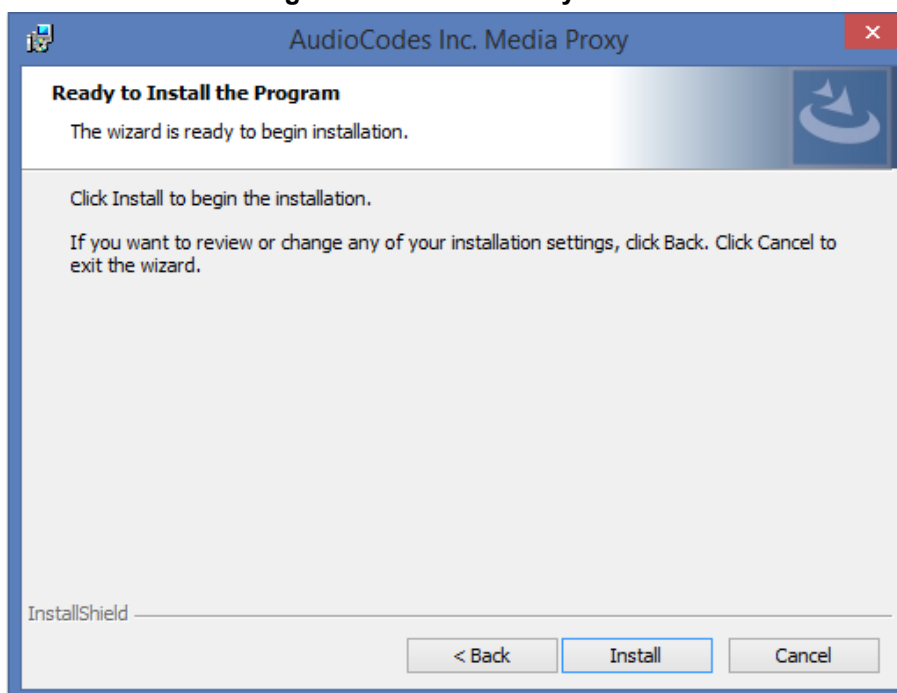 AudioCodes Inc. Media Proxy
Ready to Install the Program
The wizard is ready to begin installation.
Click Install to begin the installation.
If you want to review or change any of your installation settings, click Back. Click Cancel to
exit the wizard.
InstallShield
< Back
Install
Cancel